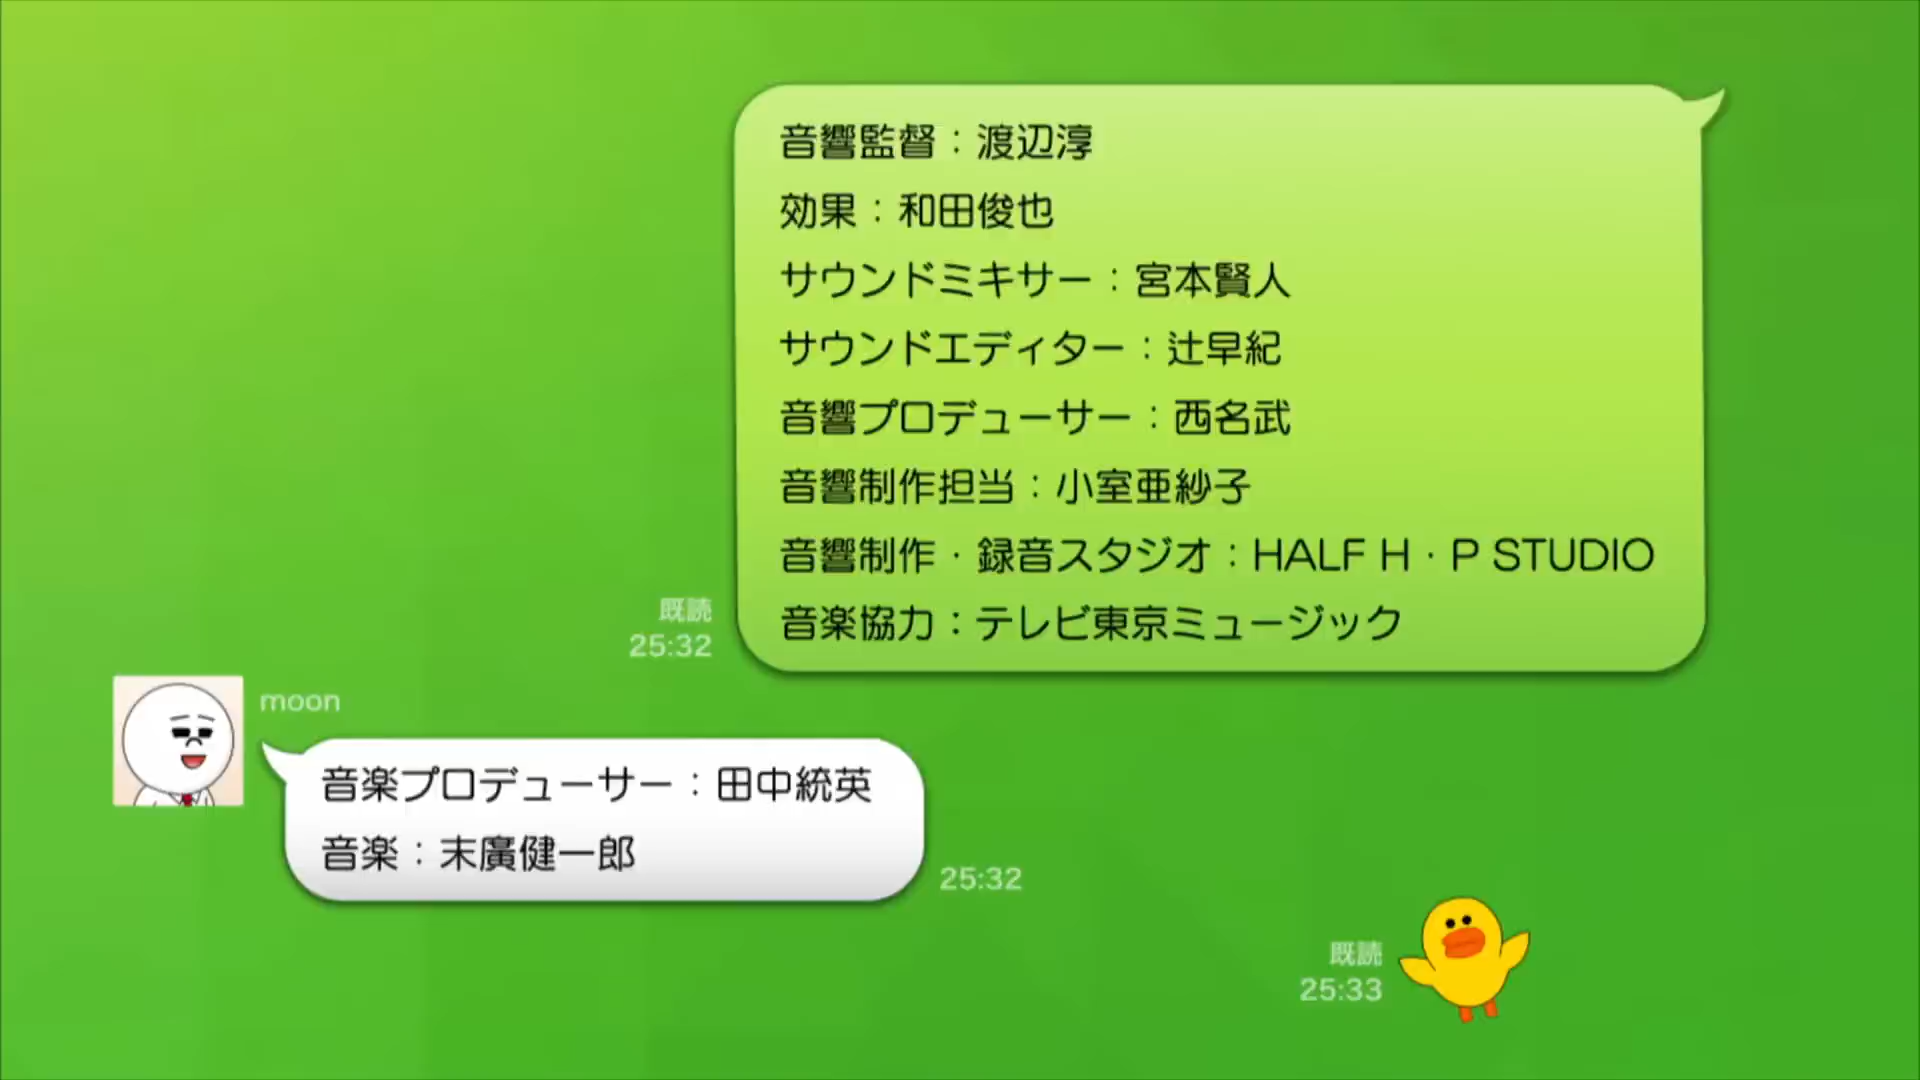 音響監督：渡辺淳
効果：和田俊也
サウンドミキサー：宮本賢人
サウンドエディター：辻早紀
音響プロデューサー：西名武
音響制作担当：小室亜紗子
音響制作・録音スタジオ：HALF H・P STUDIO
音楽協力：テレビ東京ミュージック
既読
25:32
moon
音楽プロデューサー：田中統英
音楽：末廣健一郎
25:32
既読
25:33